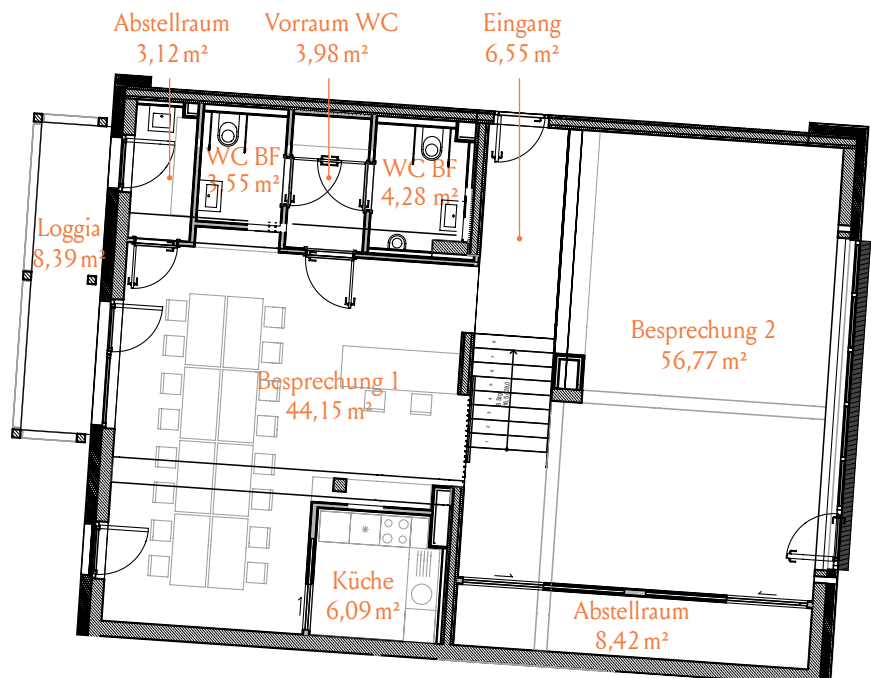 Abstellraum
3,12 m²
Vorraum WC
3,98 m²
Eingang
6,55 m²
WC BF
3,55 m²
WC BF
4,28 m²
Loggia
8,39 m²
Besprechung 2
56,77 m²
Besprechung 1
44,15 m²
Küche
6,09 m²
Abstellraum
8,42 m²